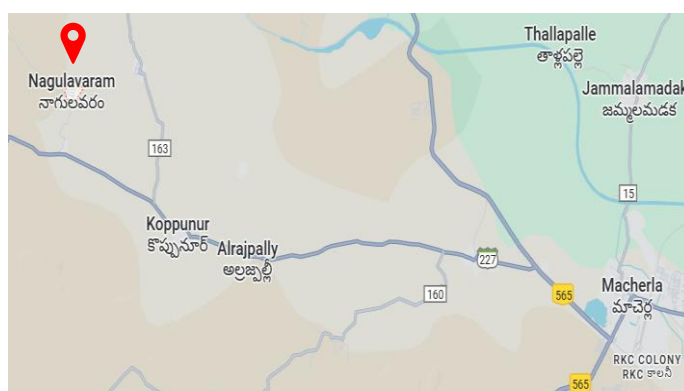 Thallapalle
తాళ్లపల్లె
Nagulavaram
నాగులవరం
Jammalamadak
జమ్మలమడక
163
15
Koppunur
కొప్పునూర్
Alrajpally
అల్రాజ్పల్లీ
227
160
565
Macherla
మాచెర్ల
RKC COLONY
RKC కాలనీ
565